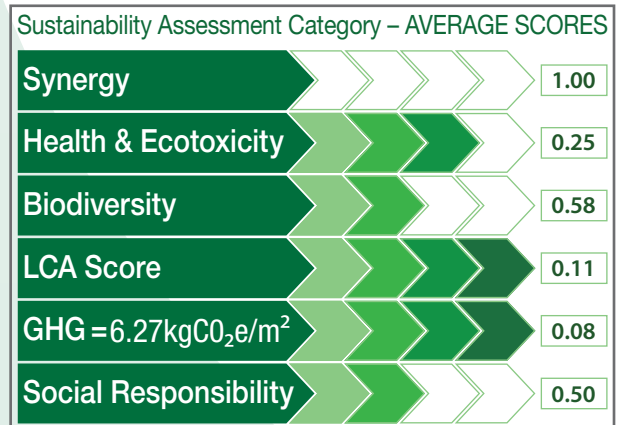 Sustainability Assessment Category – AVERAGE SCORES
Synergy 1.00
Health & Ecotoxicity 0.25
Biodiversity 0.58
LCA Score 0.11
GHG = 6.27kgC0₂e/m² 0.08
Social Responsibility 0.50